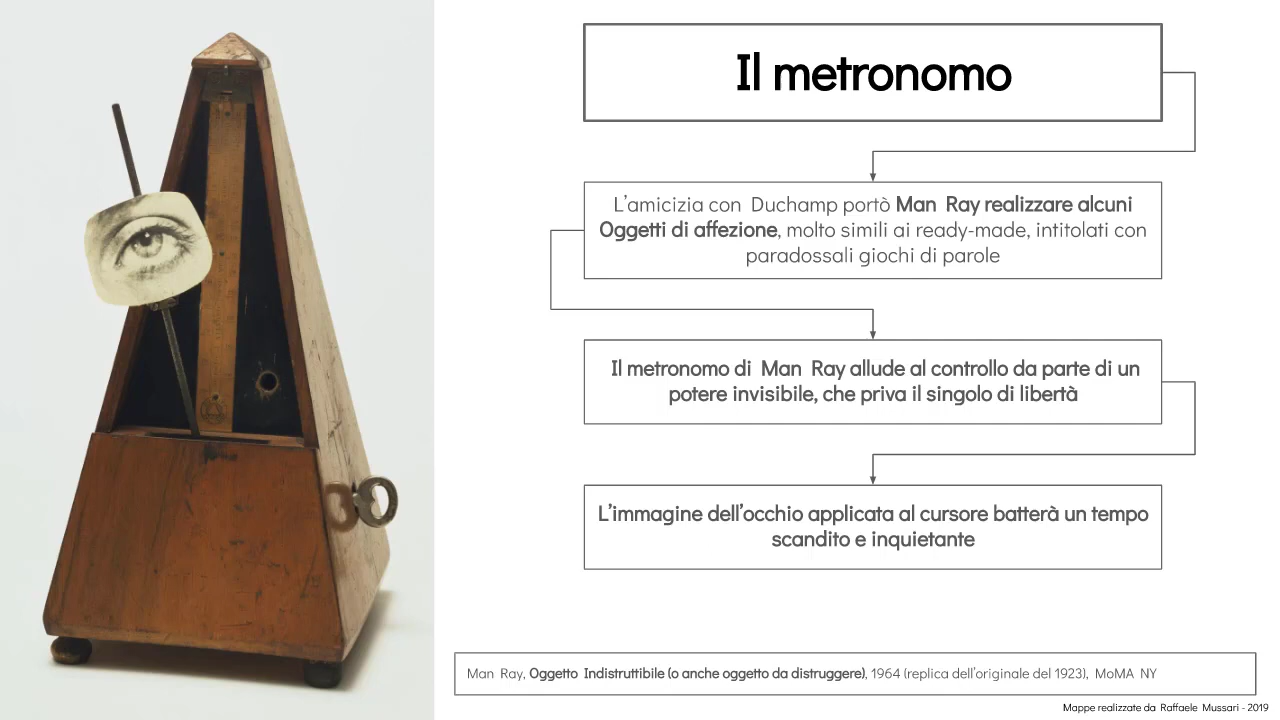 Il metronomo
L'amicizia con Duchamp portò Man Ray realizzare alcuni
Oggetti di affezione, molto simili ai ready-made, intitolati con
paradossali giochi di parole
Il metronomo di Man Ray allude al controllo da parte di un
potere invisibile, che priva il singolo di libertà
L'immagine dell'occhio applicata al cursore batterà un tempo
scandito e inquietante
Man Ray, Oggetto Indistruttibile (o anche oggetto da distruggere), 1964 (replica dell'originale del 1923), MoMA NY
Mappe realizzate da Raffaele Mussari - 2019